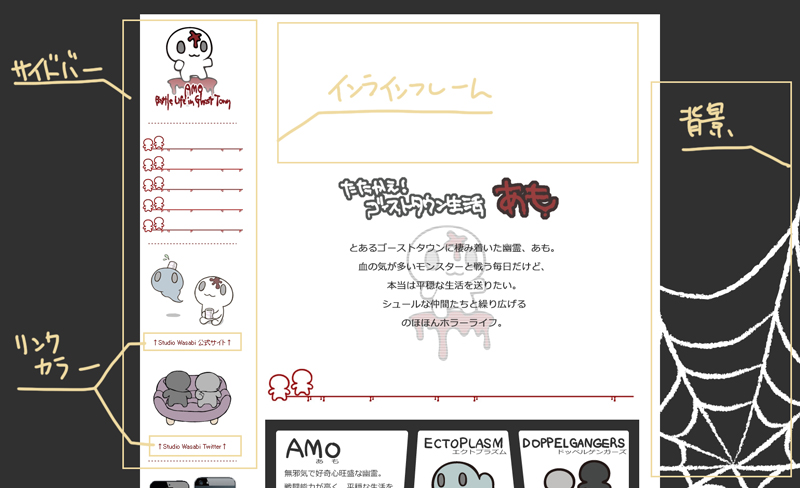 サイドバー
AMO
Battle Life in Ghost Town
インラインフレーム
背景
たたかえ!
ゴーストタウン生活
あも。
とあるゴーストタウンに棲み着いた幽霊、あも。
血の気が多いモンスターと戦う毎日だけど、
本当は平穏な生活を送りたい。
シュールな仲間たちと繰り広げる
のほほんホラーライフ。
リンク
カラー
↑Studio Wasabi 公式サイト↑
↑Studio Wasabi Twitter↑
AMO
あも
無邪気で好奇心旺盛な幽霊。
戦闘能力が高く、平穏な生活を
ECTOPLASM
エクトプラズム
DOPPELGANGERS
ドッペルゲンガーズ